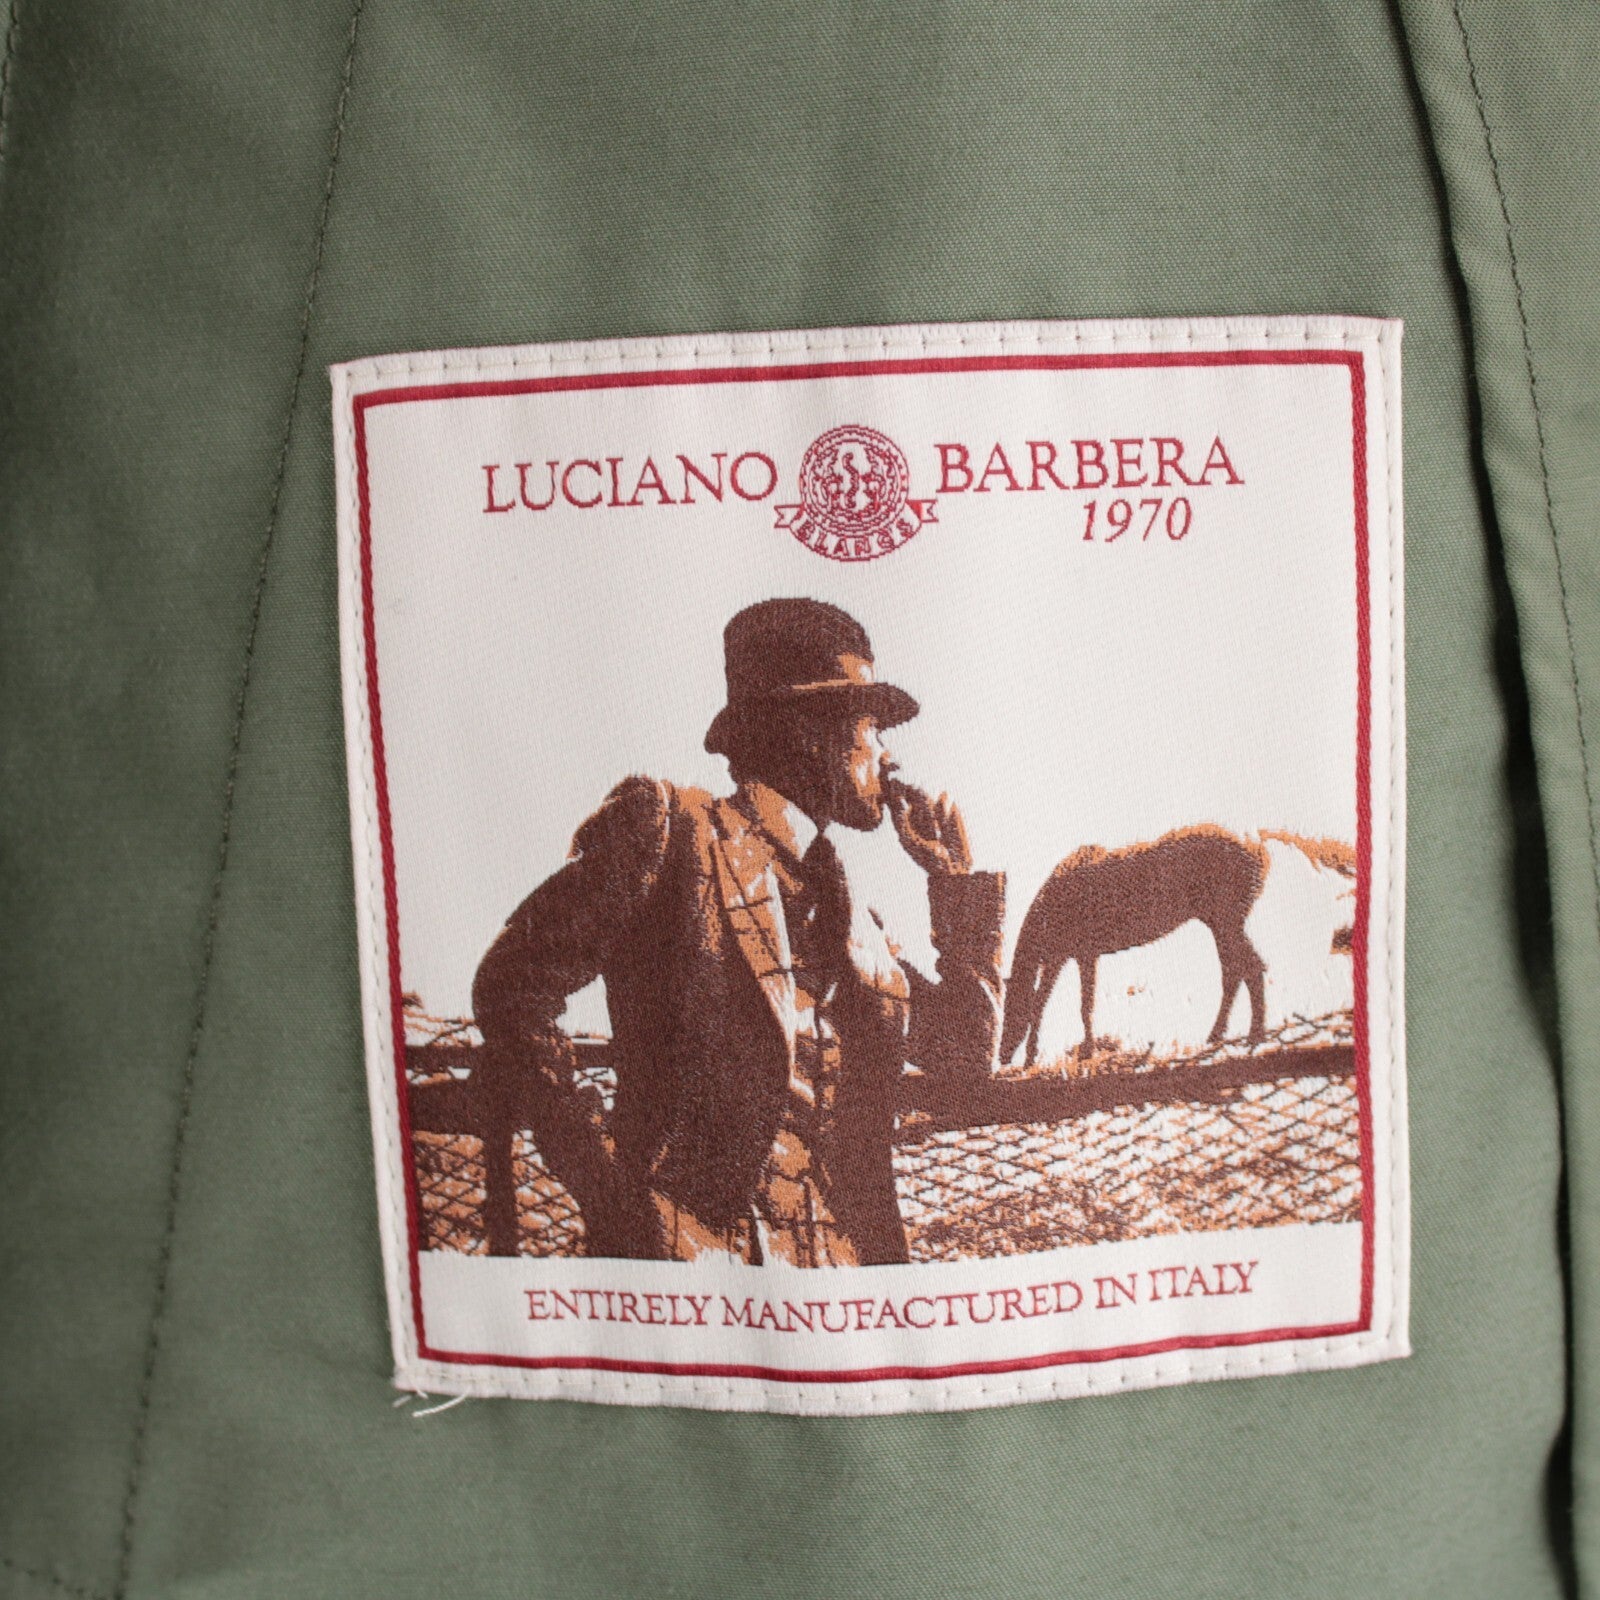 LUCIANO BARBERA
1970
ENTIRELY MANUFACTURED IN ITALY